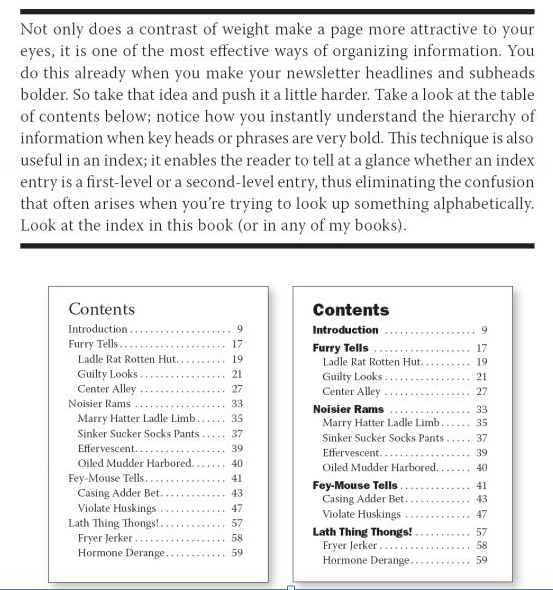 Not only does a contrast of weight make a page more attractive to your
eyes, it is one of the most effective ways of organizing information. You
do this already when you make your newsletter headlines and subheads
bolder. So take that idea and push it a little harder. Take a look at the table
of contents below; notice how you instantly understand the hierarchy of
information when key heads or phrases are very bold. This technique is also
useful in an index; it enables the reader to tell at a glance whether an index
entry is a first-level or a second-level entry, thus eliminating the confusion
that often arises when you're trying to look up something alphabetically.
Look at the index in this book (or in any of my books).
Contents
Introduction .................... 9
Furry Tells ..................... 17
Ladle Rat Rotten Hut .......... 19
Guilty Looks ................. 21
Center Alley .................. 27
Noisier Rams ................... 33
Marry Hatter Ladle Limb ...... 35
Sinker Sucker Socks Pants ..... 37
Effervescent ................... 39
Oiled Mudder Harbored ....... 40
Fey-Mouse Tells ................ 41
Casing Adder Bet ............. 43
Violate Huskings .............. 47
Lath Thing Thongs! ............. 57
Fryer Jerker ................... 58
Hormone Derange ............ 59
Contents
Introduction .................. 9
Furry Tells ................... 17
Ladle Rat Rotten Hut .......... 19
Guilty Looks ................. 21
Center Alley .................. 27
Noisier Rams ................ 33
Marry Hatter Ladle Limb ...... 35
Sinker Sucker Socks Pants ..... 37
Effervescent ................... 39
Oiled Mudder Harbored ....... 40
Fey-Mouse Tells .............. 41
Casing Adder Bet ............. 43
Violate Huskings .............. 47
Lath Thing Thongs! ........... 57
Fryer Jerker ................... 58
Hormone Derange ............ 59